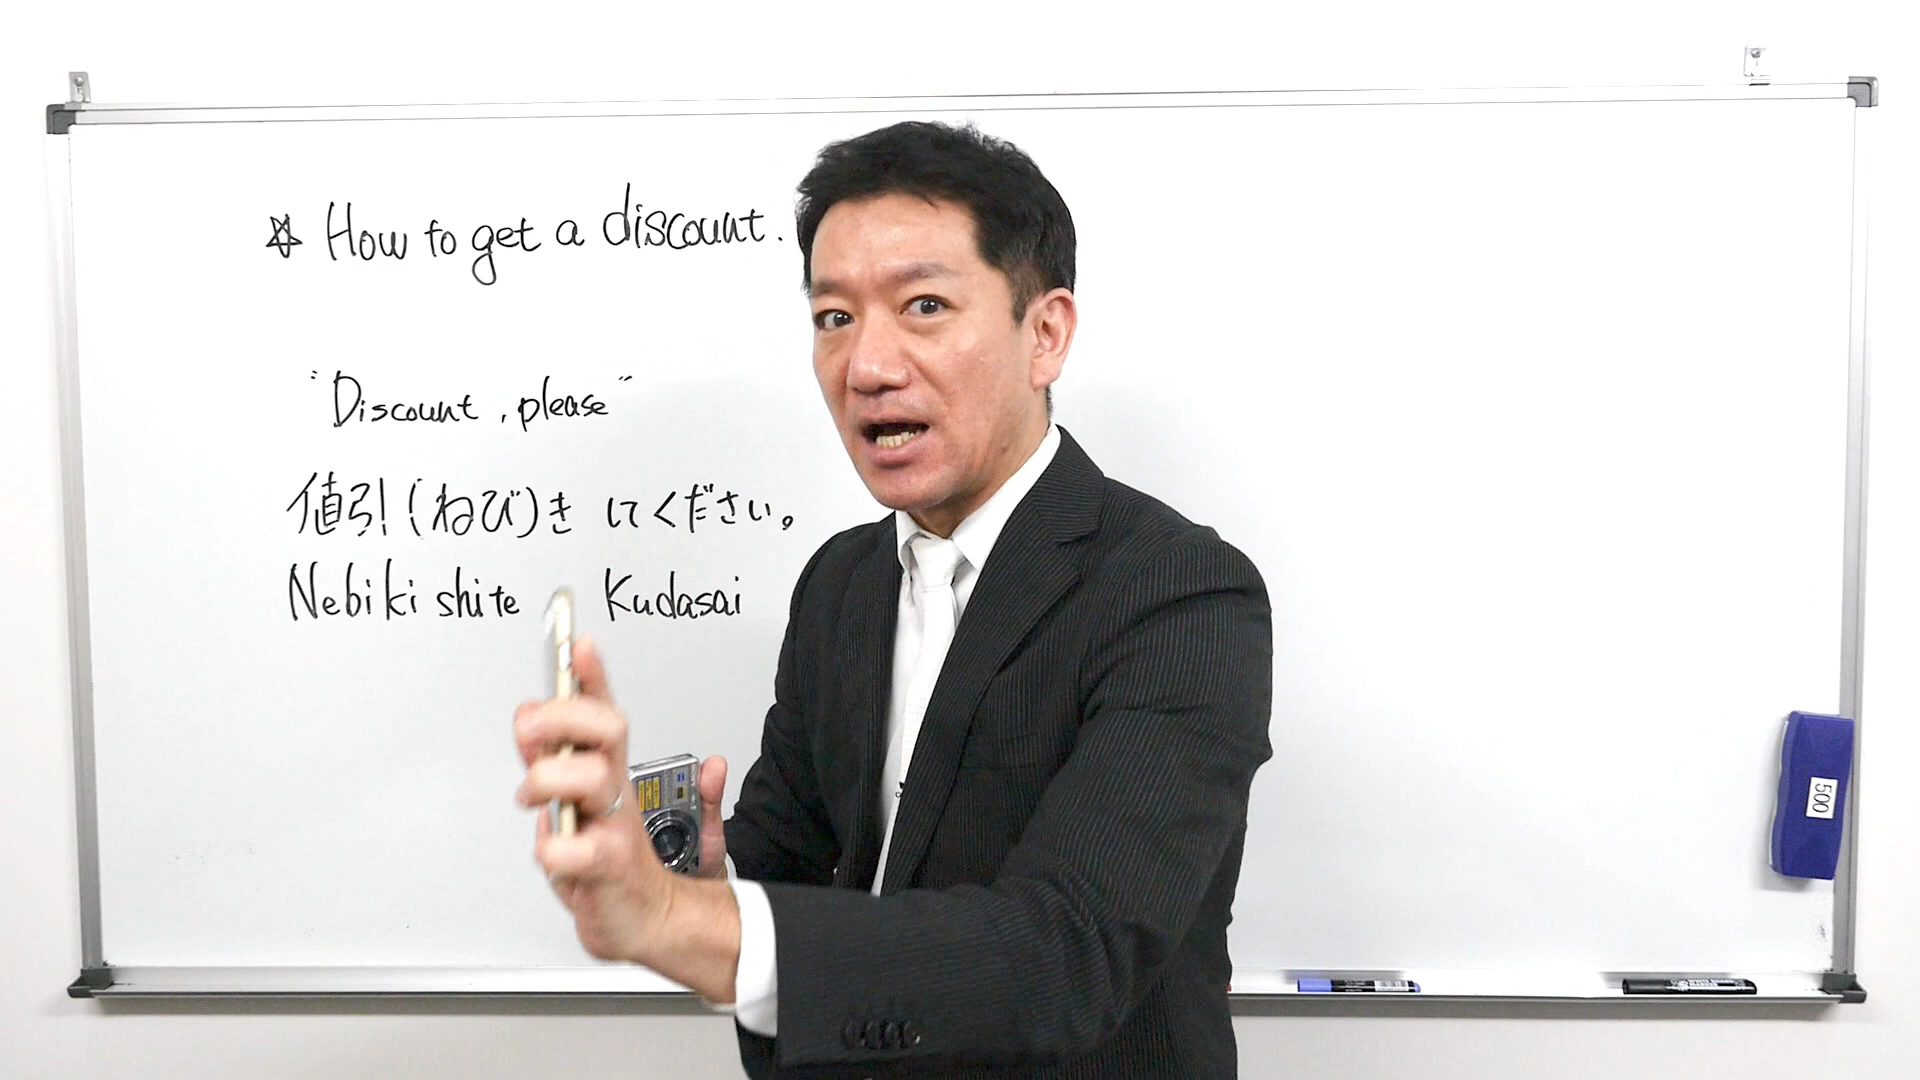 ☆ How to get a discount.
"Discount, please"
値引(ねび)き してください。
Nebiki shite Kudasai
500